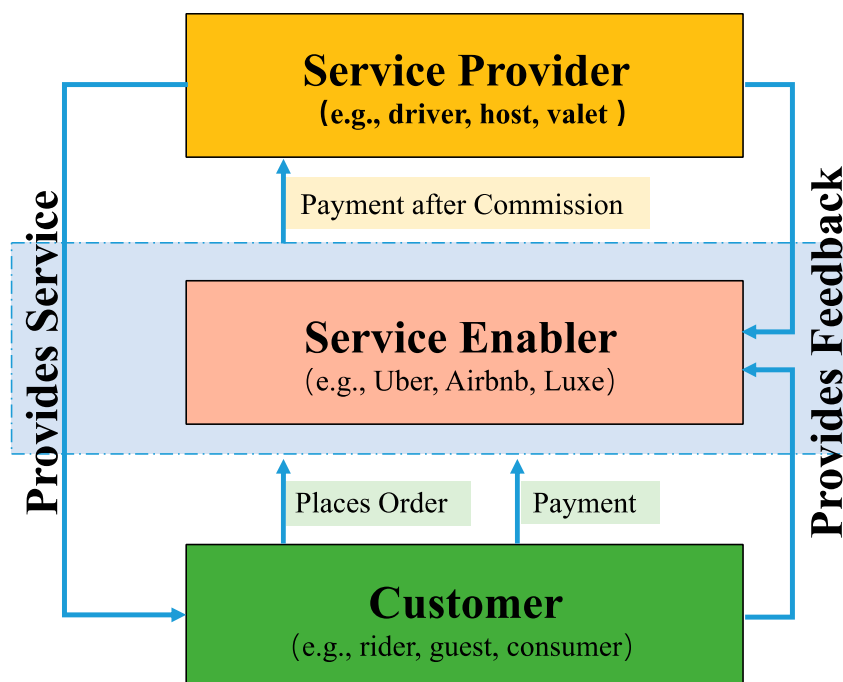 Service Provider
(e.g., driver, host, valet )
Payment after Commission
Provides Service
Provides Feedback
Service Enabler
(e.g., Uber, Airbnb, Luxe)
Places Order
Payment
Customer
(e.g., rider, guest, consumer)